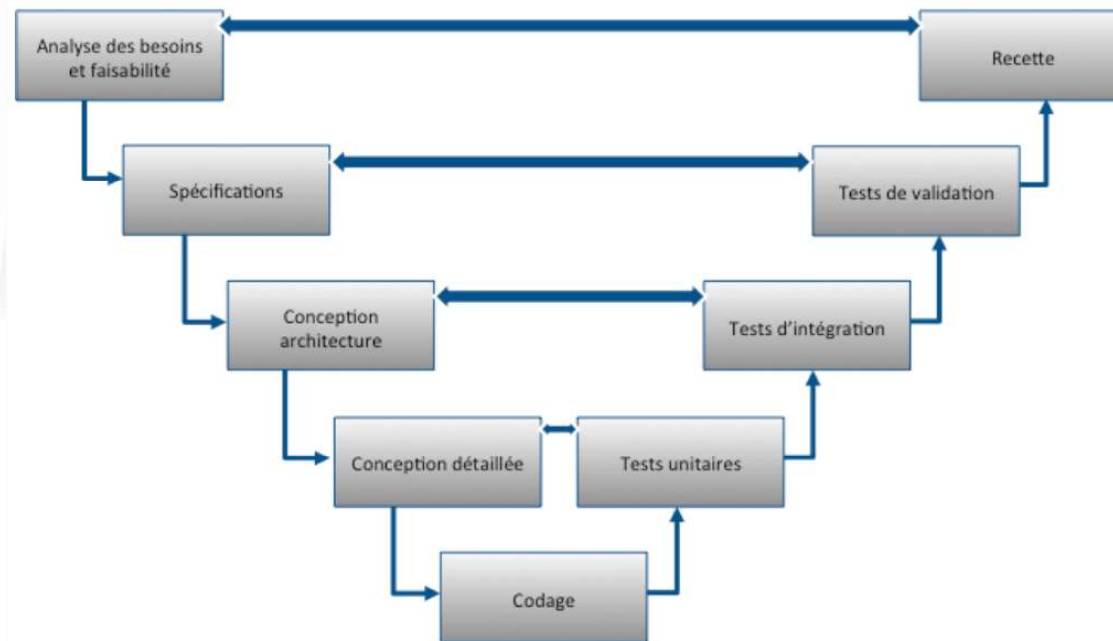 Analyse des besoins
et faisabilité
Recette
Spécifications
Tests de validation
Conception
architecture
Tests d'intégration
Conception détaillée
Tests unitaires
Codage